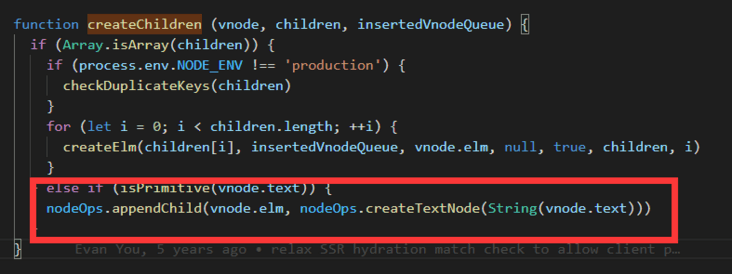 function createChildren (vnode, children, insertedVnodeQueue) {
if (Array.isArray(children)) {
if (process.env.NODE_ENV !== 'production') {
checkDuplicateKeys(children)
}
for (let i = 0; i < children.length; ++i) {
createElm(children[i], insertedVnodeQueue, vnode.elm, null, true, children, i)
}
else if (isPrimitive(vnode.text)) {
nodeOps.appendChild(vnode.elm, nodeOps.createTextNode(String(vnode.text)))
} Evan You, 5 years ago • relax SSR hydration match check to allow client p…